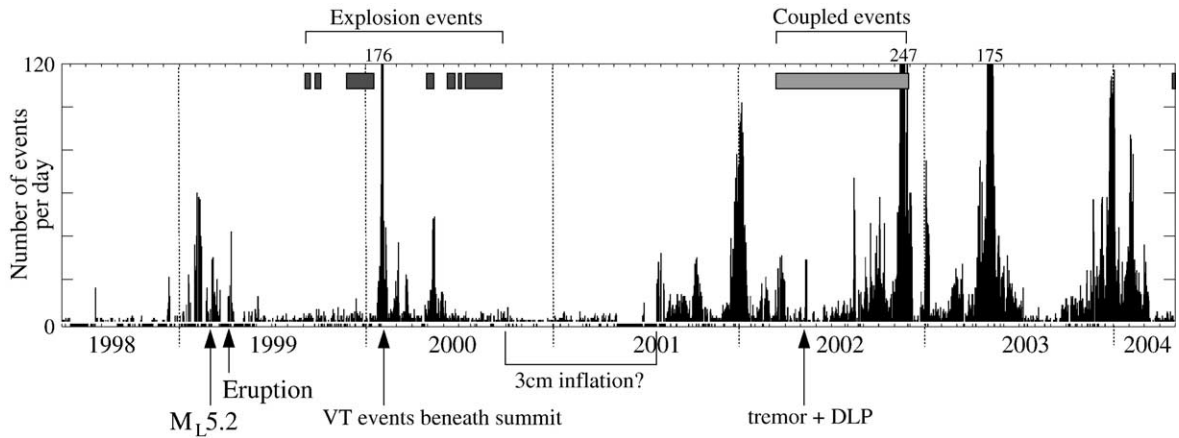 Explosion events
Coupled events
176
247
175
120
Number of events
per day
0
1998
1999
2000
2001
2002
2003
2004
3cm inflation?
Eruption
M_L5.2
VT events beneath summit
tremor + DLP